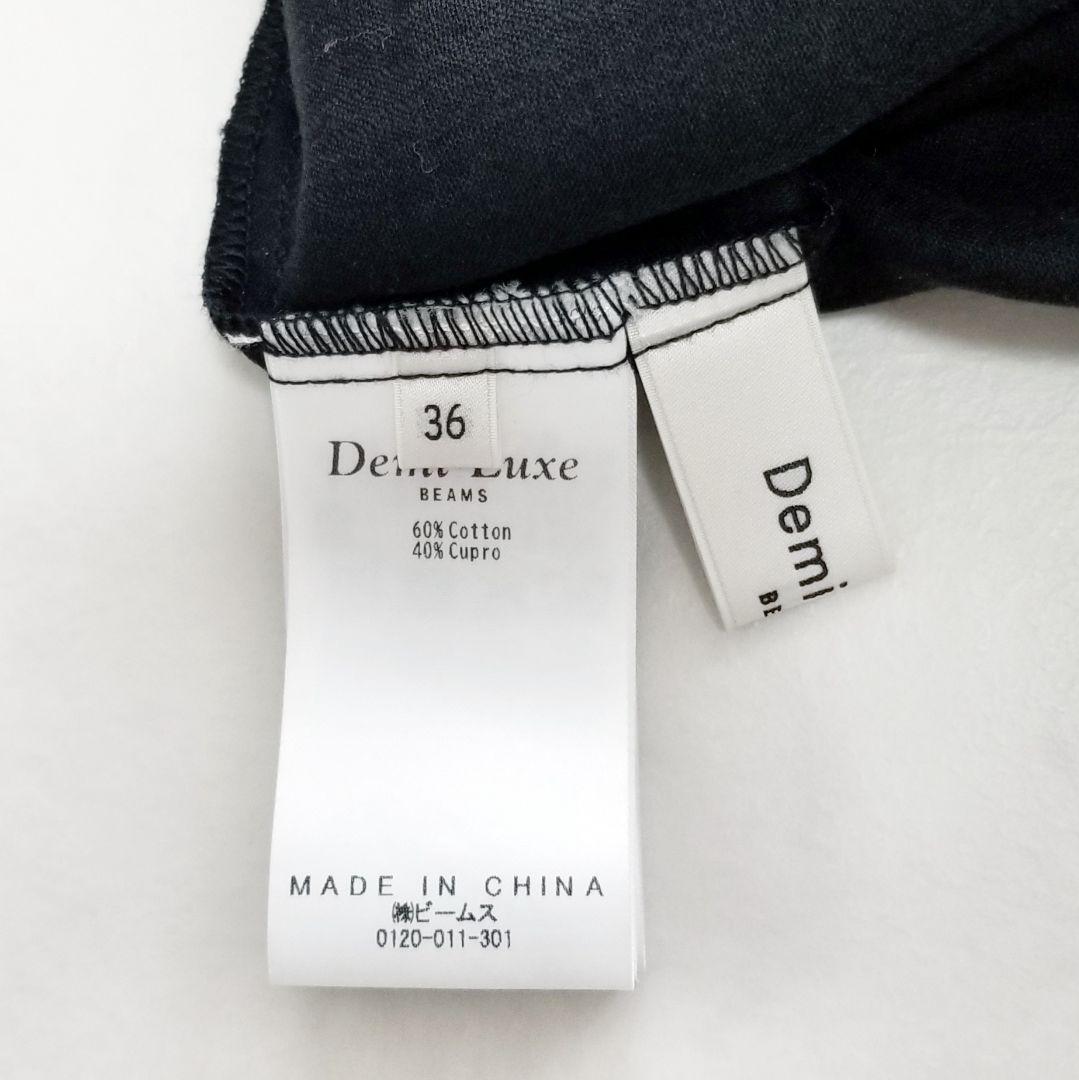 36
Demi Luxe
BEAMS
60% Cotton
40% Cupro
MADE IN CHINA
㈱ビームス
0120-011-301
Demi
BE